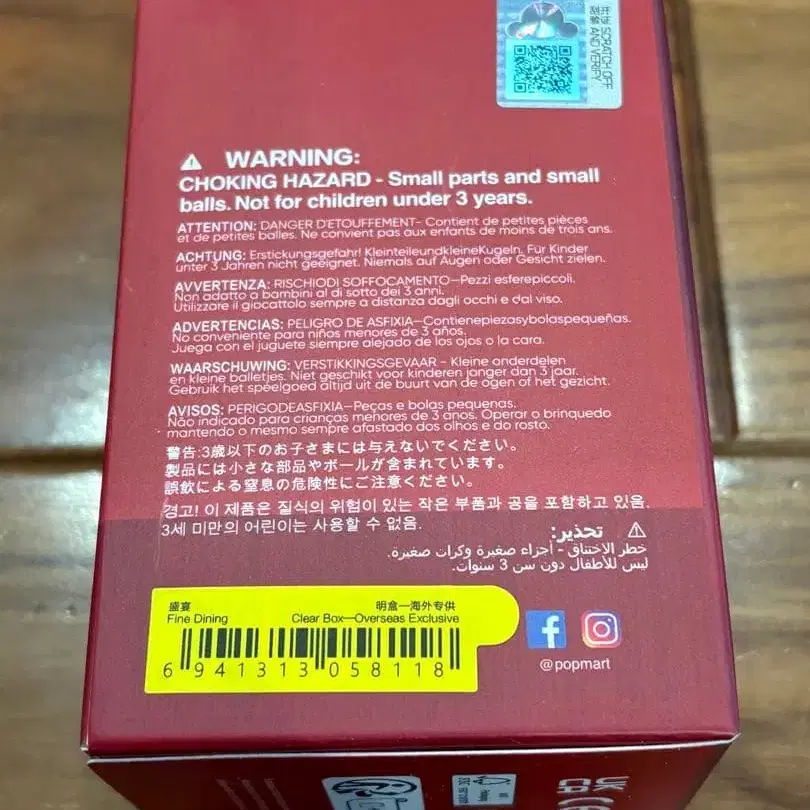 SCRATCH OFF
AND VERIFY
WARNING:
CHOKING HAZARD - Small parts and small
balls. Not for children under 3 years.
ATTENTION: DANGER D'ETOUFFEMENT- Contient de petites pièces
et de petites balles. Ne convient pas aux enfants de moins de trois ans.
ACHTUNG: Erstickungsgefahr! KleinteileundkleineKugeln. Für Kinder
unter 3 Jahren nicht geeignet. Niemals auf Augen oder Gesicht zielen.
AVVERTENZA: RISCHIODI SOFFOCAMENTO—Pezzi esferepiccoli.
Non adatto a bambini al di sotto dei 3 anni.
Utilizzare il giocattolo sempre a distanza dagli occhi e dal viso.
ADVERTENCIAS: PELIGRO DE ASFIXIA—Contienepiezasybolaspequeñas.
No conveniente para niños menores de 3 años.
Juega con el juguete siempre alejado de los ojos o la cara.
WAARSCHUWING: VERSTIKKINGSGEVAAR - Kleine onderdelen
en kleine balletjes. Niet geschikt voor kinderen jonger dan 3 jaar.
Gebruik het speelgoed altijd uit de buurt van de ogen of het gezicht.
AVISOS: PERIGODEASFIXIA—Peças e bolas pequenas.
Não indicado para crianças menores de 3 anos. Operar o brinquedo
mantendo o mesmo sempre afastado dos olhos e do rosto.
警告:3歳以下のお子さまには与えないでください。
製品には小さな部品やボールが含まれています。
誤飲による窒息の危険性にご注意ください。
경고! 이 제품은 질식의 위험이 있는 작은 부품과 공을 포함하고 있음.
3세 미만의 어린이는 사용할 수 없음.
تحذير:
خطر الاختناق - أجزاء صغيرة وكرات صغيرة.
ليس للأطفال دون سن 3 سنوات.
盛宴 明盒—海外专供
Fine Dining Clear Box—Overseas Exclusive
6 941313 058118
@popmart
UK
CA